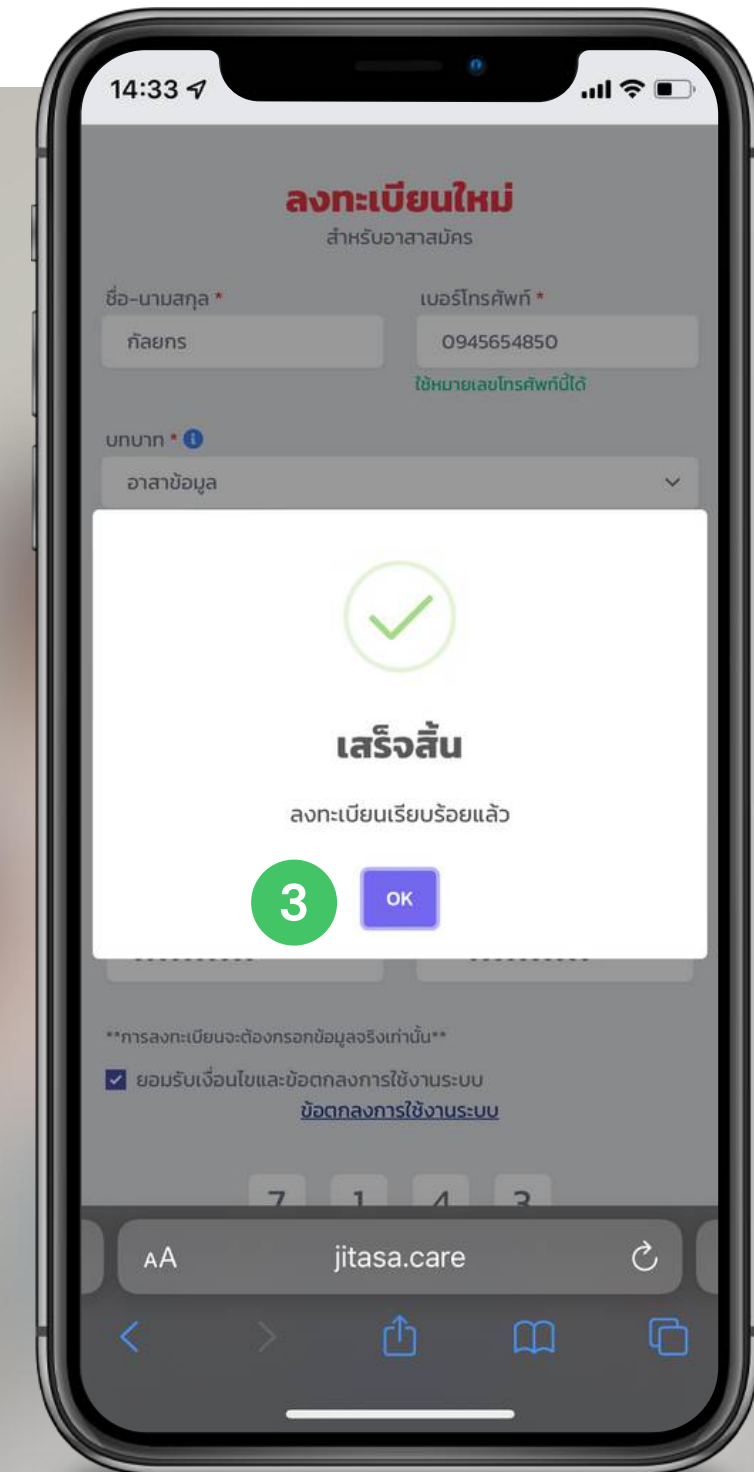 14:33
ลงทะเบียนใหม่
สำหรับอาสาสมัคร
ชื่อ-นามสกุล * เบอร์โทรศัพท์ *
กัลยกร 0945654850
ใช้หมายเลขโทรศัพท์นี้ได้
บทบาท *
อาสาข้อมูล
เสร็จสิ้น
ลงทะเบียนเรียบร้อยแล้ว
3 OK
**การลงทะเบียนจะต้องกรอกข้อมูลจริงเท่านั้น**
ยอมรับเงื่อนไขและข้อตกลงการใช้งานระบบ
ข้อตกลงการใช้งานระบบ
7 1 4 3
AA jitasa.care